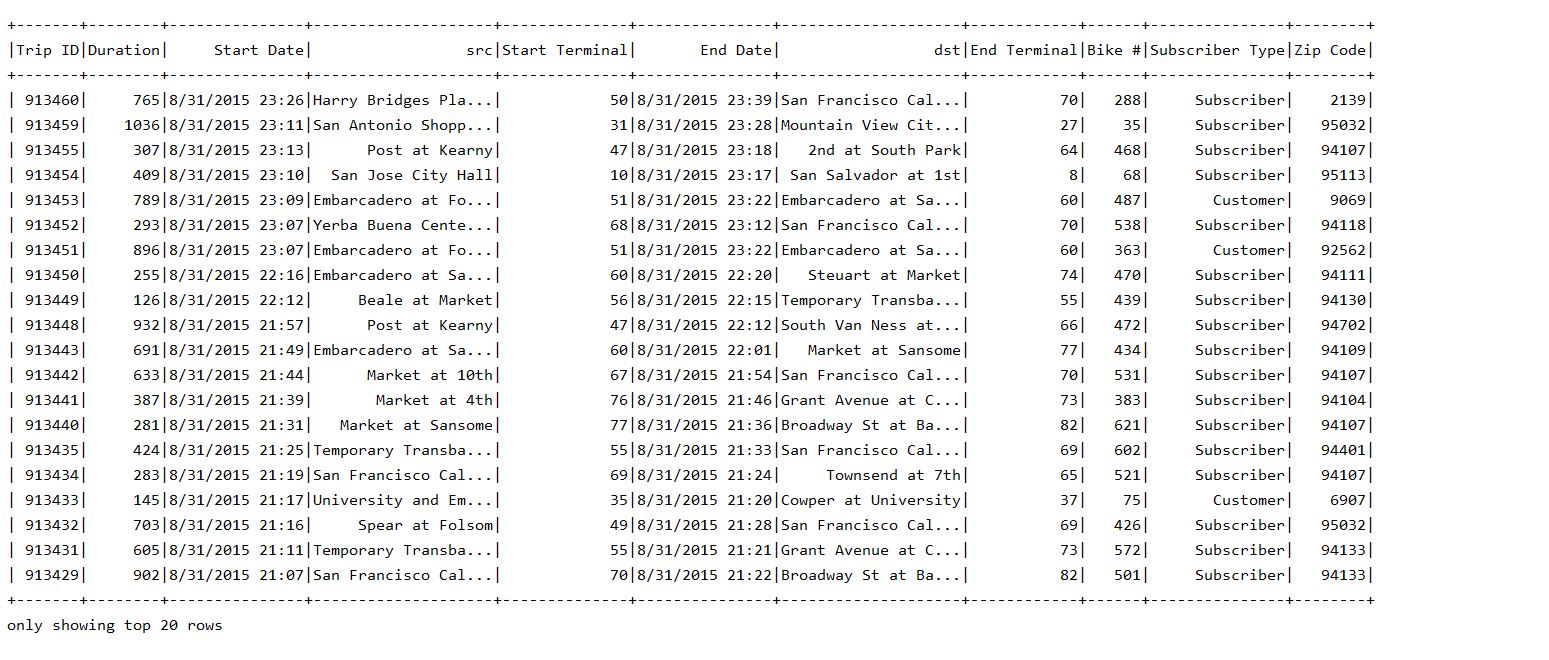 +-------+--------+---------------+--------------------+--------------+---------------+--------------------+------------+------+---------------+--------+
|Trip ID|Duration|     Start Date|                 src|Start Terminal|       End Date|                 dst|End Terminal|Bike #|Subscriber Type|Zip Code|
+-------+--------+---------------+--------------------+--------------+---------------+--------------------+------------+------+---------------+--------+
| 913460|     765|8/31/2015 23:26|Harry Bridges Pla...|            50|8/31/2015 23:39|San Francisco Cal...|          70|   288|     Subscriber|    2139|
| 913459|    1036|8/31/2015 23:11|San Antonio Shopp...|            31|8/31/2015 23:28|Mountain View Cit...|          27|    35|     Subscriber|   95032|
| 913455|     307|8/31/2015 23:13|      Post at Kearny|            47|8/31/2015 23:18|   2nd at South Park|          64|   468|     Subscriber|   94107|
| 913454|     409|8/31/2015 23:10|  San Jose City Hall|            10|8/31/2015 23:17| San Salvador at 1st|           8|    68|     Subscriber|   95113|
| 913453|     789|8/31/2015 23:09|Embarcadero at Fo...|            51|8/31/2015 23:22|Embarcadero at Sa...|          60|   487|       Customer|    9069|
| 913452|     293|8/31/2015 23:07|Yerba Buena Cente...|            68|8/31/2015 23:12|San Francisco Cal...|          70|   538|     Subscriber|   94118|
| 913451|     896|8/31/2015 23:07|Embarcadero at Fo...|            51|8/31/2015 23:22|Embarcadero at Sa...|          60|   363|       Customer|   92562|
| 913450|     255|8/31/2015 22:16|Embarcadero at Sa...|            60|8/31/2015 22:20|   Steuart at Market|          74|   470|     Subscriber|   94111|
| 913449|     126|8/31/2015 22:12|     Beale at Market|            56|8/31/2015 22:15|Temporary Transba...|          55|   439|     Subscriber|   94130|
| 913448|     932|8/31/2015 21:57|      Post at Kearny|            47|8/31/2015 22:12|South Van Ness at...|          66|   472|     Subscriber|   94702|
| 913443|     691|8/31/2015 21:49|Embarcadero at Sa...|            60|8/31/2015 22:01|   Market at Sansome|          77|   434|     Subscriber|   94109|
| 913442|     633|8/31/2015 21:44|      Market at 10th|            67|8/31/2015 21:54|San Francisco Cal...|          70|   531|     Subscriber|   94107|
| 913441|     387|8/31/2015 21:39|       Market at 4th|            76|8/31/2015 21:46|Grant Avenue at C...|          73|   383|     Subscriber|   94104|
| 913440|     281|8/31/2015 21:31|   Market at Sansome|            77|8/31/2015 21:36|Broadway St at Ba...|          82|   621|     Subscriber|   94107|
| 913435|     424|8/31/2015 21:25|Temporary Transba...|            55|8/31/2015 21:33|San Francisco Cal...|          69|   602|     Subscriber|   94401|
| 913434|     283|8/31/2015 21:19|San Francisco Cal...|            69|8/31/2015 21:24|     Townsend at 7th|          65|   521|     Subscriber|   94107|
| 913433|     145|8/31/2015 21:17|University and Em...|            35|8/31/2015 21:20|Cowper at University|          37|    75|       Customer|    6907|
| 913432|     703|8/31/2015 21:16|     Spear at Folsom|            49|8/31/2015 21:28|San Francisco Cal...|          69|   426|     Subscriber|   95032|
| 913431|     605|8/31/2015 21:11|Temporary Transba...|            55|8/31/2015 21:21|Grant Avenue at C...|          73|   572|     Subscriber|   94133|
| 913429|     902|8/31/2015 21:07|San Francisco Cal...|            70|8/31/2015 21:22|Broadway St at Ba...|          82|   501|     Subscriber|   94133|
+-------+--------+---------------+--------------------+--------------+---------------+--------------------+------------+------+---------------+--------+
only showing top 20 rows